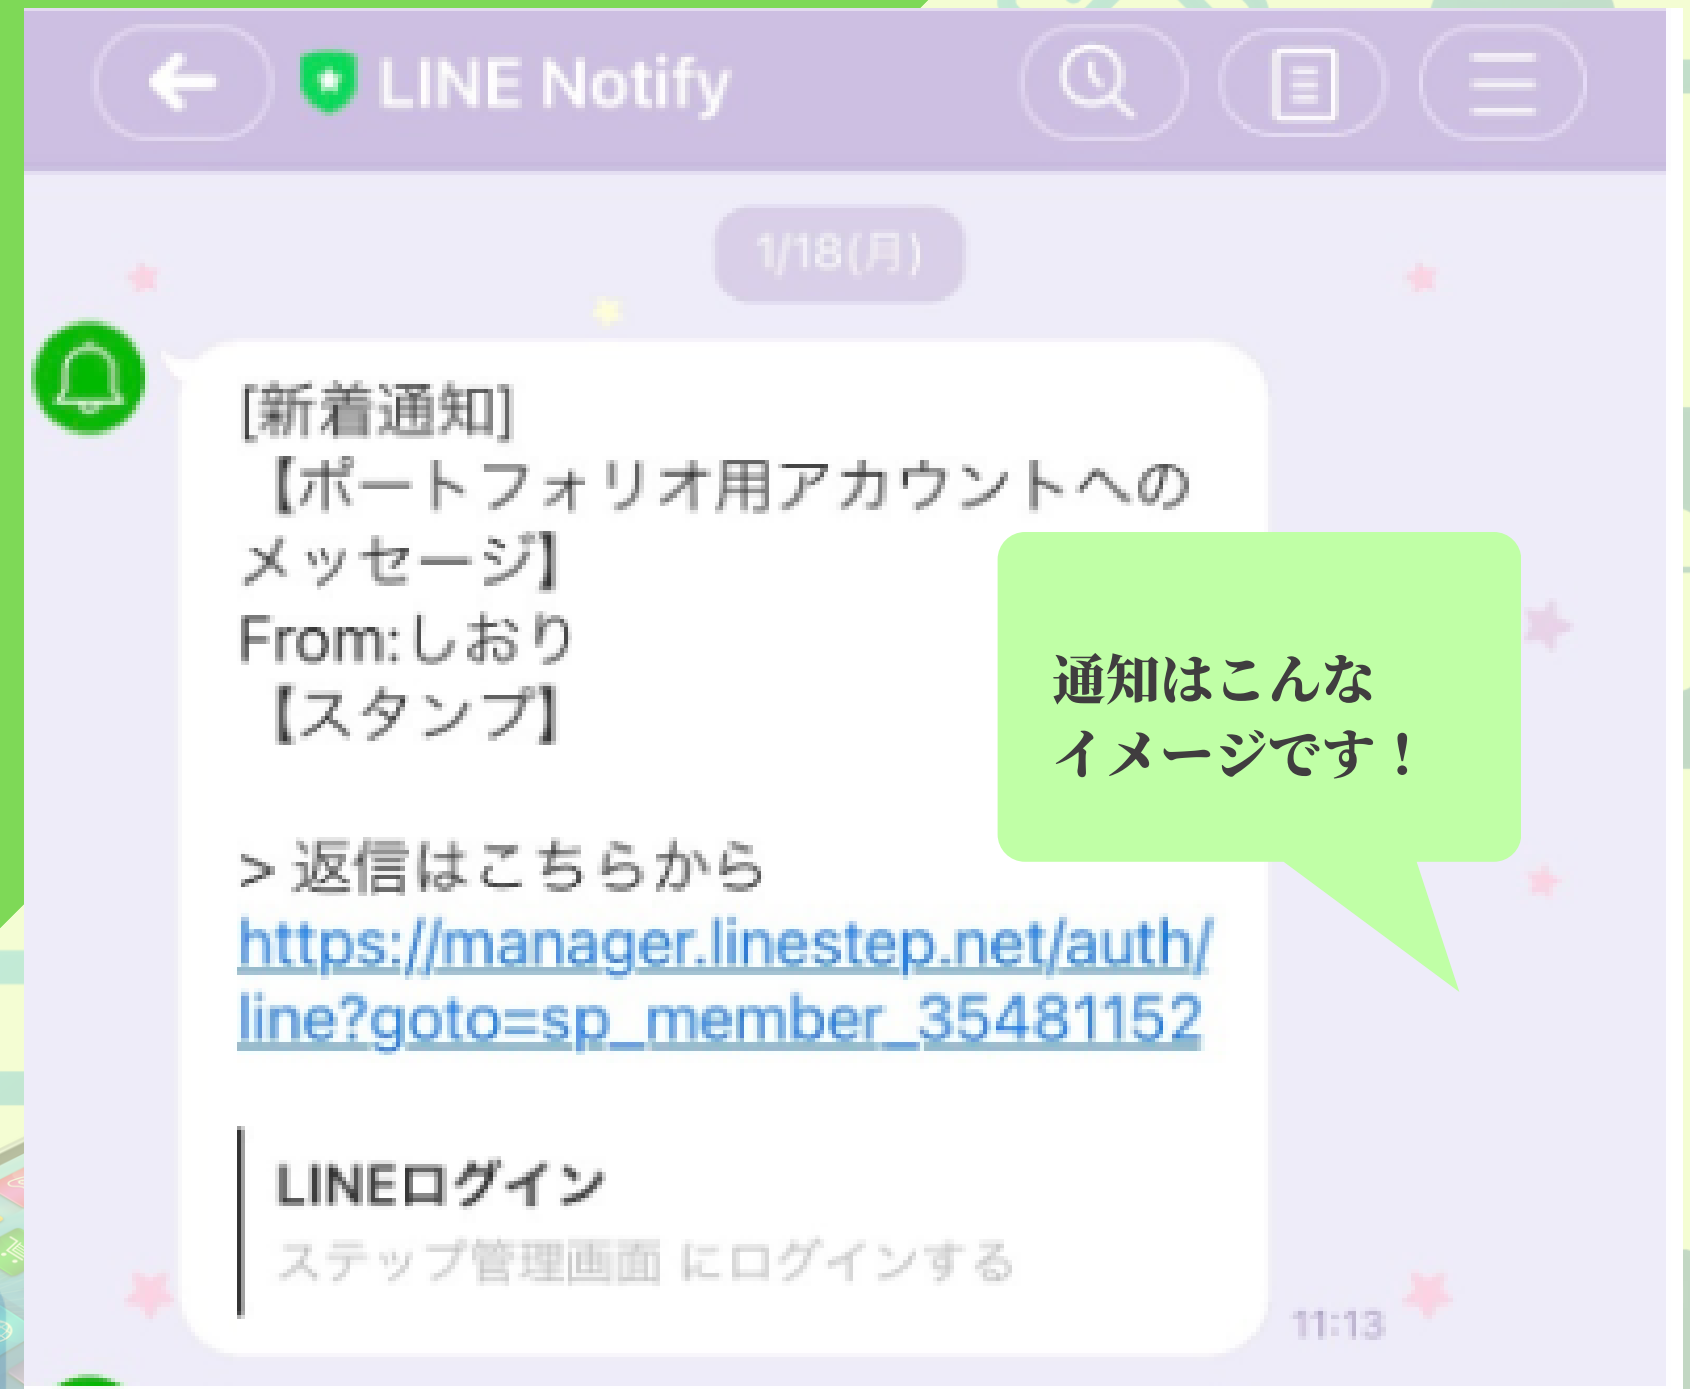 LINE Notify
1/18(月)
[新着通知]
【ポートフォリオ用アカウントへの
メッセージ】
From:しおり
【スタンプ】
通知はこんな
イメージです！
> 返信はこちらから
https://manager.linestep.net/auth/
line?goto=sp_member_35481152
LINEログイン
ステップ管理画面 にログインする
11:13